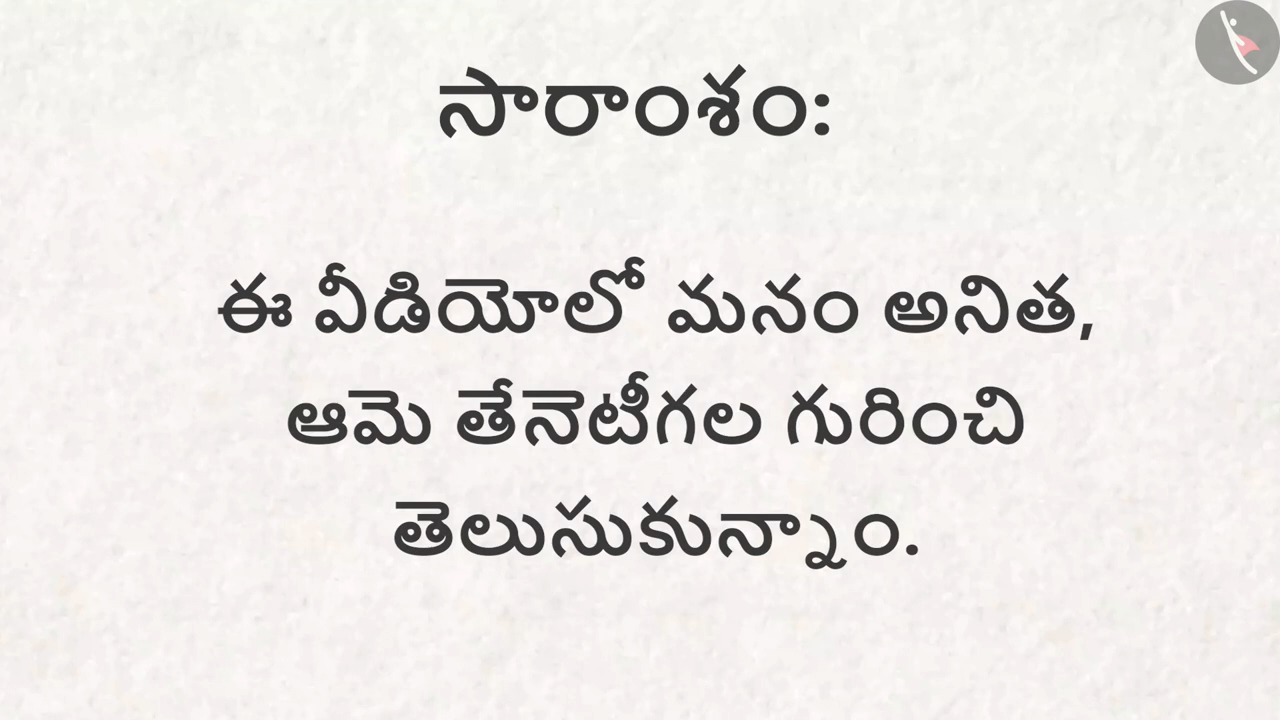 సారాంశం:
ఈ వీడియోలో మనం అనిత,
ఆమె తేనెటీగల గురించి
తెలుసుకున్నాం.